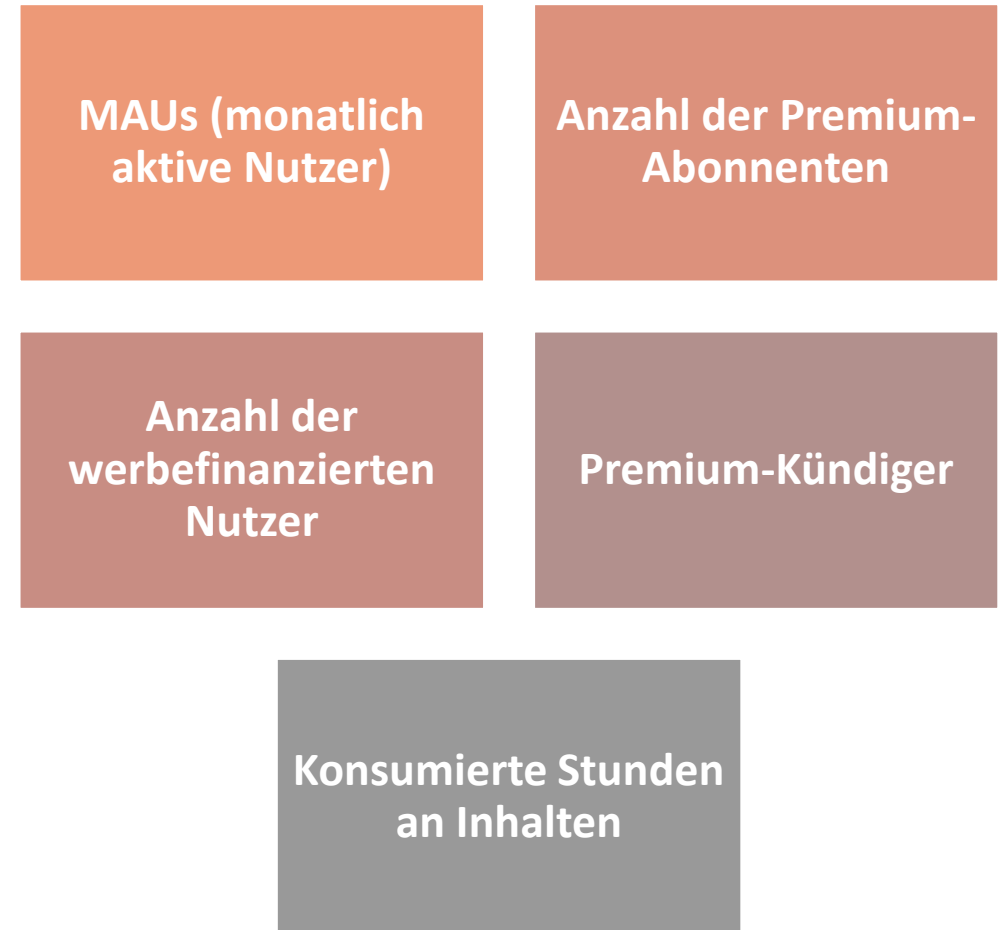 MAUs (monatlich
aktive Nutzer)
Anzahl der Premium-
Abonnenten
Anzahl der
werbefinanzierten
Nutzer
Premium-Kündiger
Konsumierte Stunden
an Inhalten